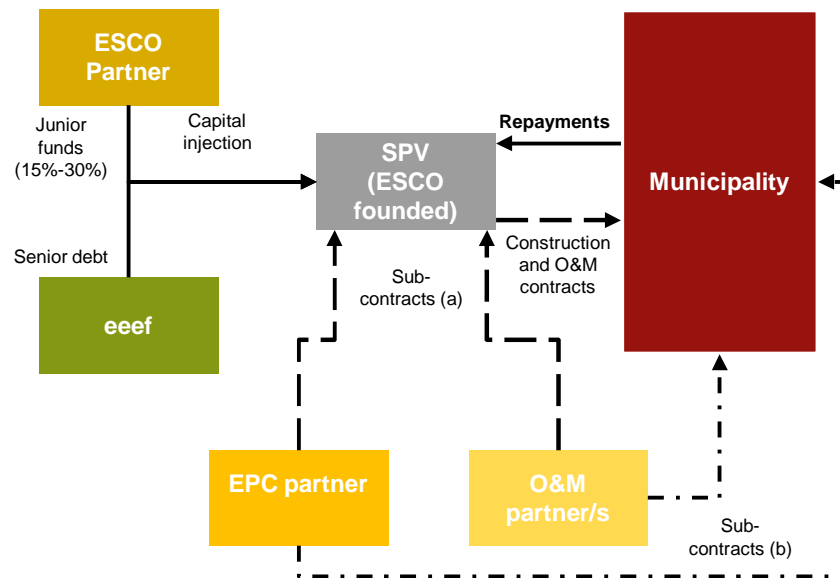 ESCO
Partner
Junior
funds
(15%-30%)
Capital
injection
Repayments
SPV
(ESCO
founded)
Municipality
Senior debt
eeef
Sub-
contracts (a)
Construction
and O&M
contracts
EPC partner
O&M
partner/s
Sub-
contracts (b)